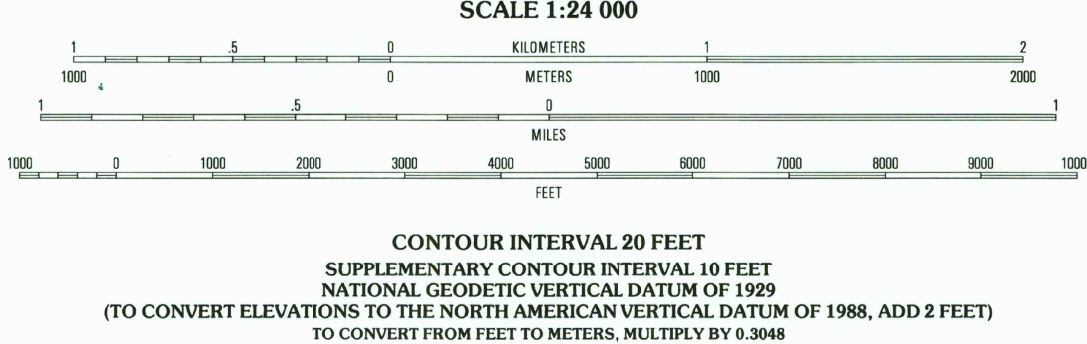 SCALE 1:24 000
1 .5 0 KILOMETERS 1 2
1000 0 METERS 1000 2000
1 .5 0 1
MILES
1000 0 1000 2000 3000 4000 5000 6000 7000 8000 9000 1000
FEET
CONTOUR INTERVAL 20 FEET
SUPPLEMENTARY CONTOUR INTERVAL 10 FEET
NATIONAL GEODETIC VERTICAL DATUM OF 1929
(TO CONVERT ELEVATIONS TO THE NORTH AMERICAN VERTICAL DATUM OF 1988, ADD 2 FEET)
TO CONVERT FROM FEET TO METERS, MULTIPLY BY 0.3048